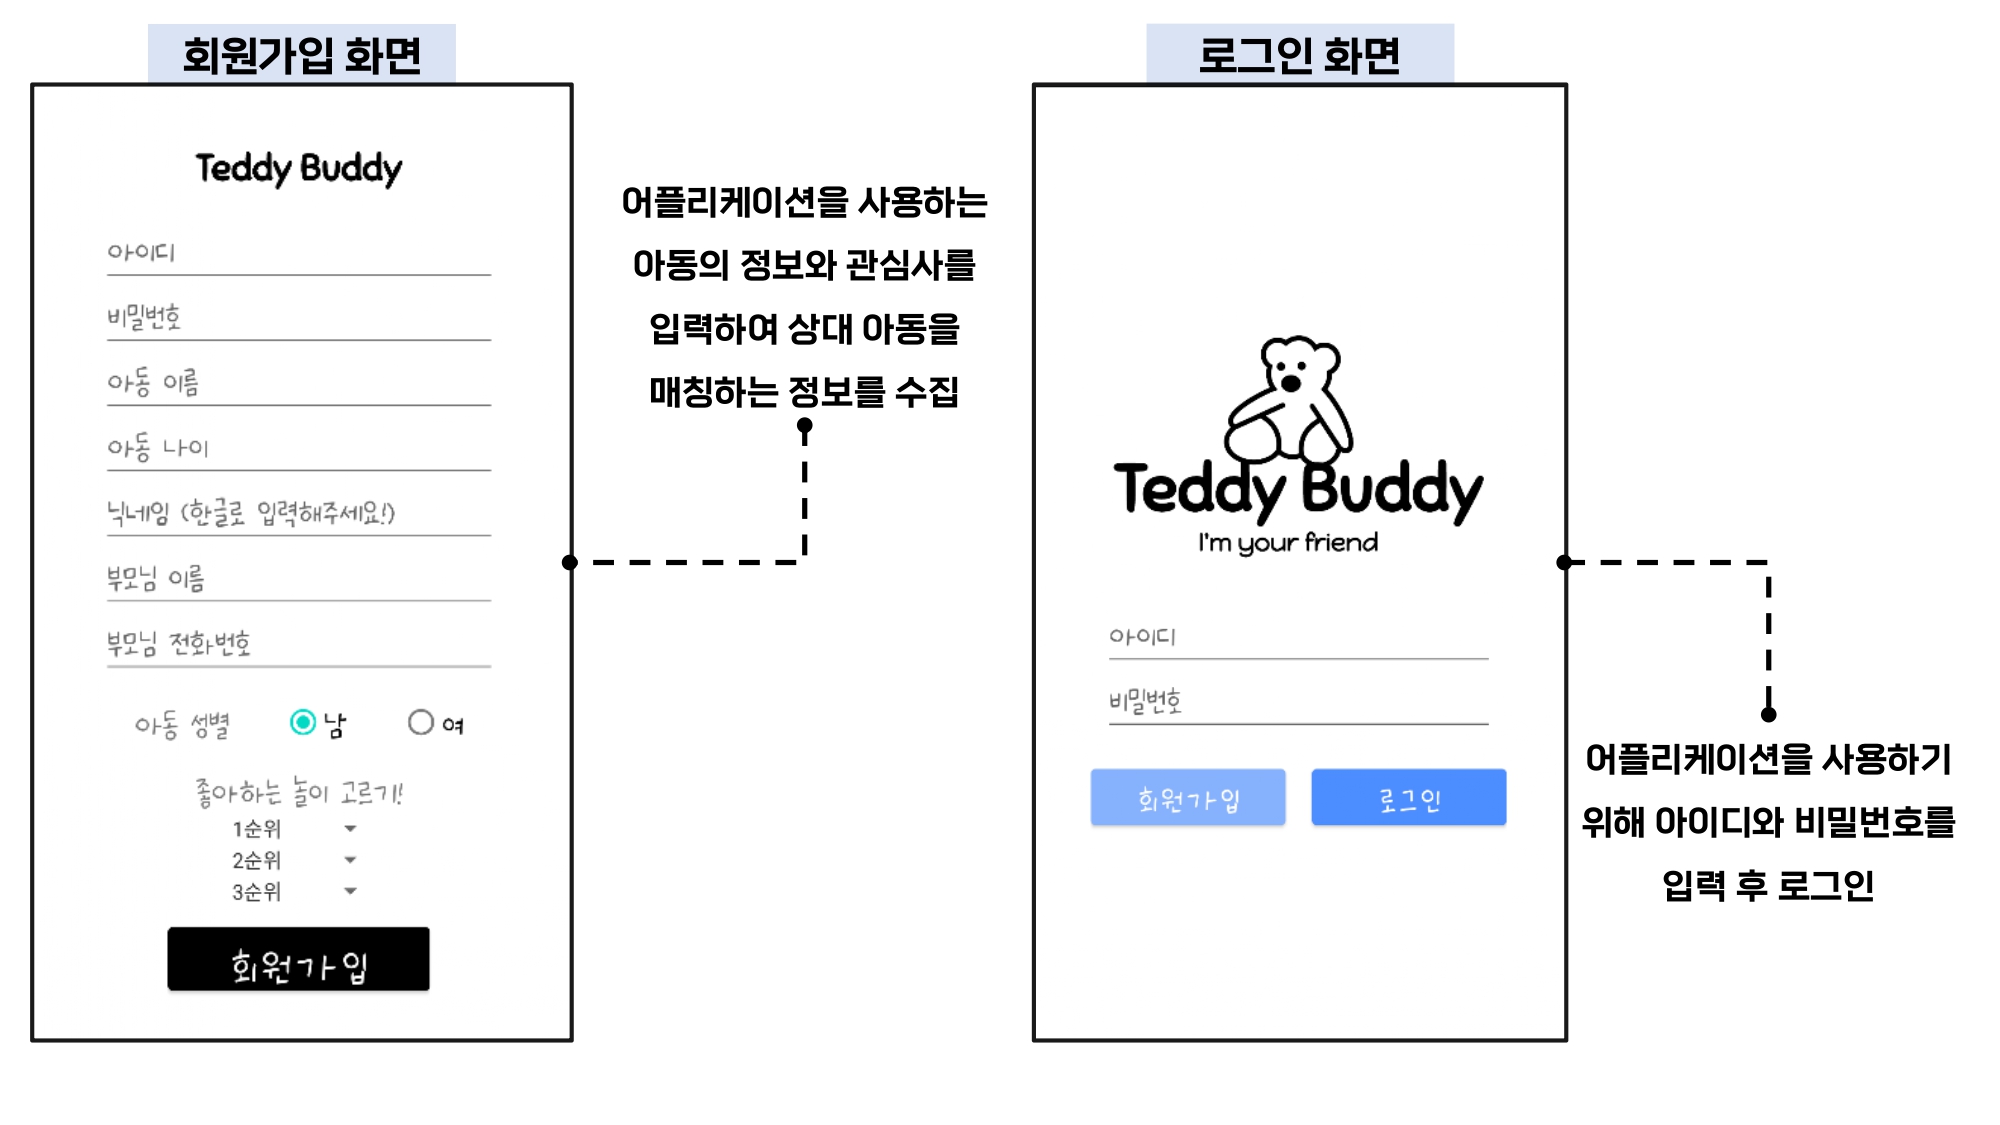 회원가입 화면
Teddy Buddy
아이디
비밀번호
아동 이름
아동 나이
닉네임 (한글로 입력해주세요!)
부모님 이름
부모님 전화번호
아동 성별 남 여
좋아하는 놀이 고르기!
1순위
2순위
3순위
회원가입
어플리케이션을 사용하는
아동의 정보와 관심사를
입력하여 상대 아동을
매칭하는 정보를 수집
로그인 화면
Teddy Buddy
I'm your friend
아이디
비밀번호
회원가입 로그인
어플리케이션을 사용하기
위해 아이디와 비밀번호를
입력 후 로그인